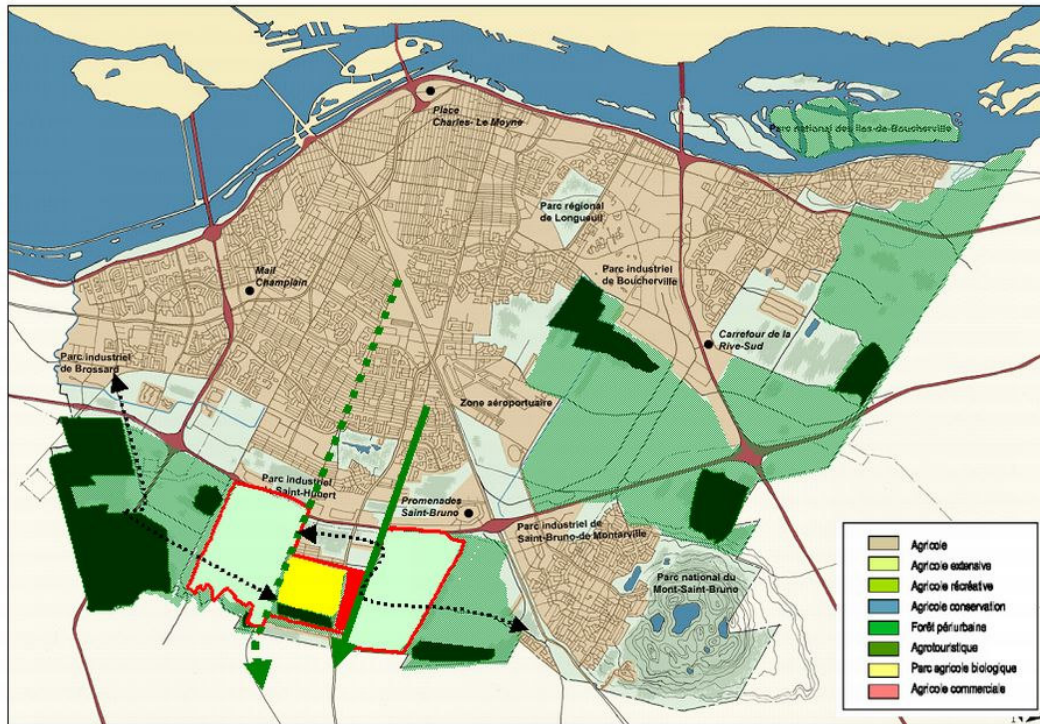 Place
Charles- Le Moyne
Parc national des Îles-de-Boucherville
Parc régional
de Longueuil
Parc industriel
de Boucherville
Mail
Champlain
Carrefour de la
Rive-Sud
Parc industriel
de Brossard
Zone aéroportuaire
Parc industriel
de Saint-Hubert
Promenades
Saint-Bruno
Parc industriel de
Saint-Bruno-de Montarville
Parc national du
Mont-Saint-Bruno
Agricole
Agricole extensive
Agricole récréative
Agricole conservation
Forêt périurbaine
Agrotouristique
Parc agricole biologique
Agricole commerciale